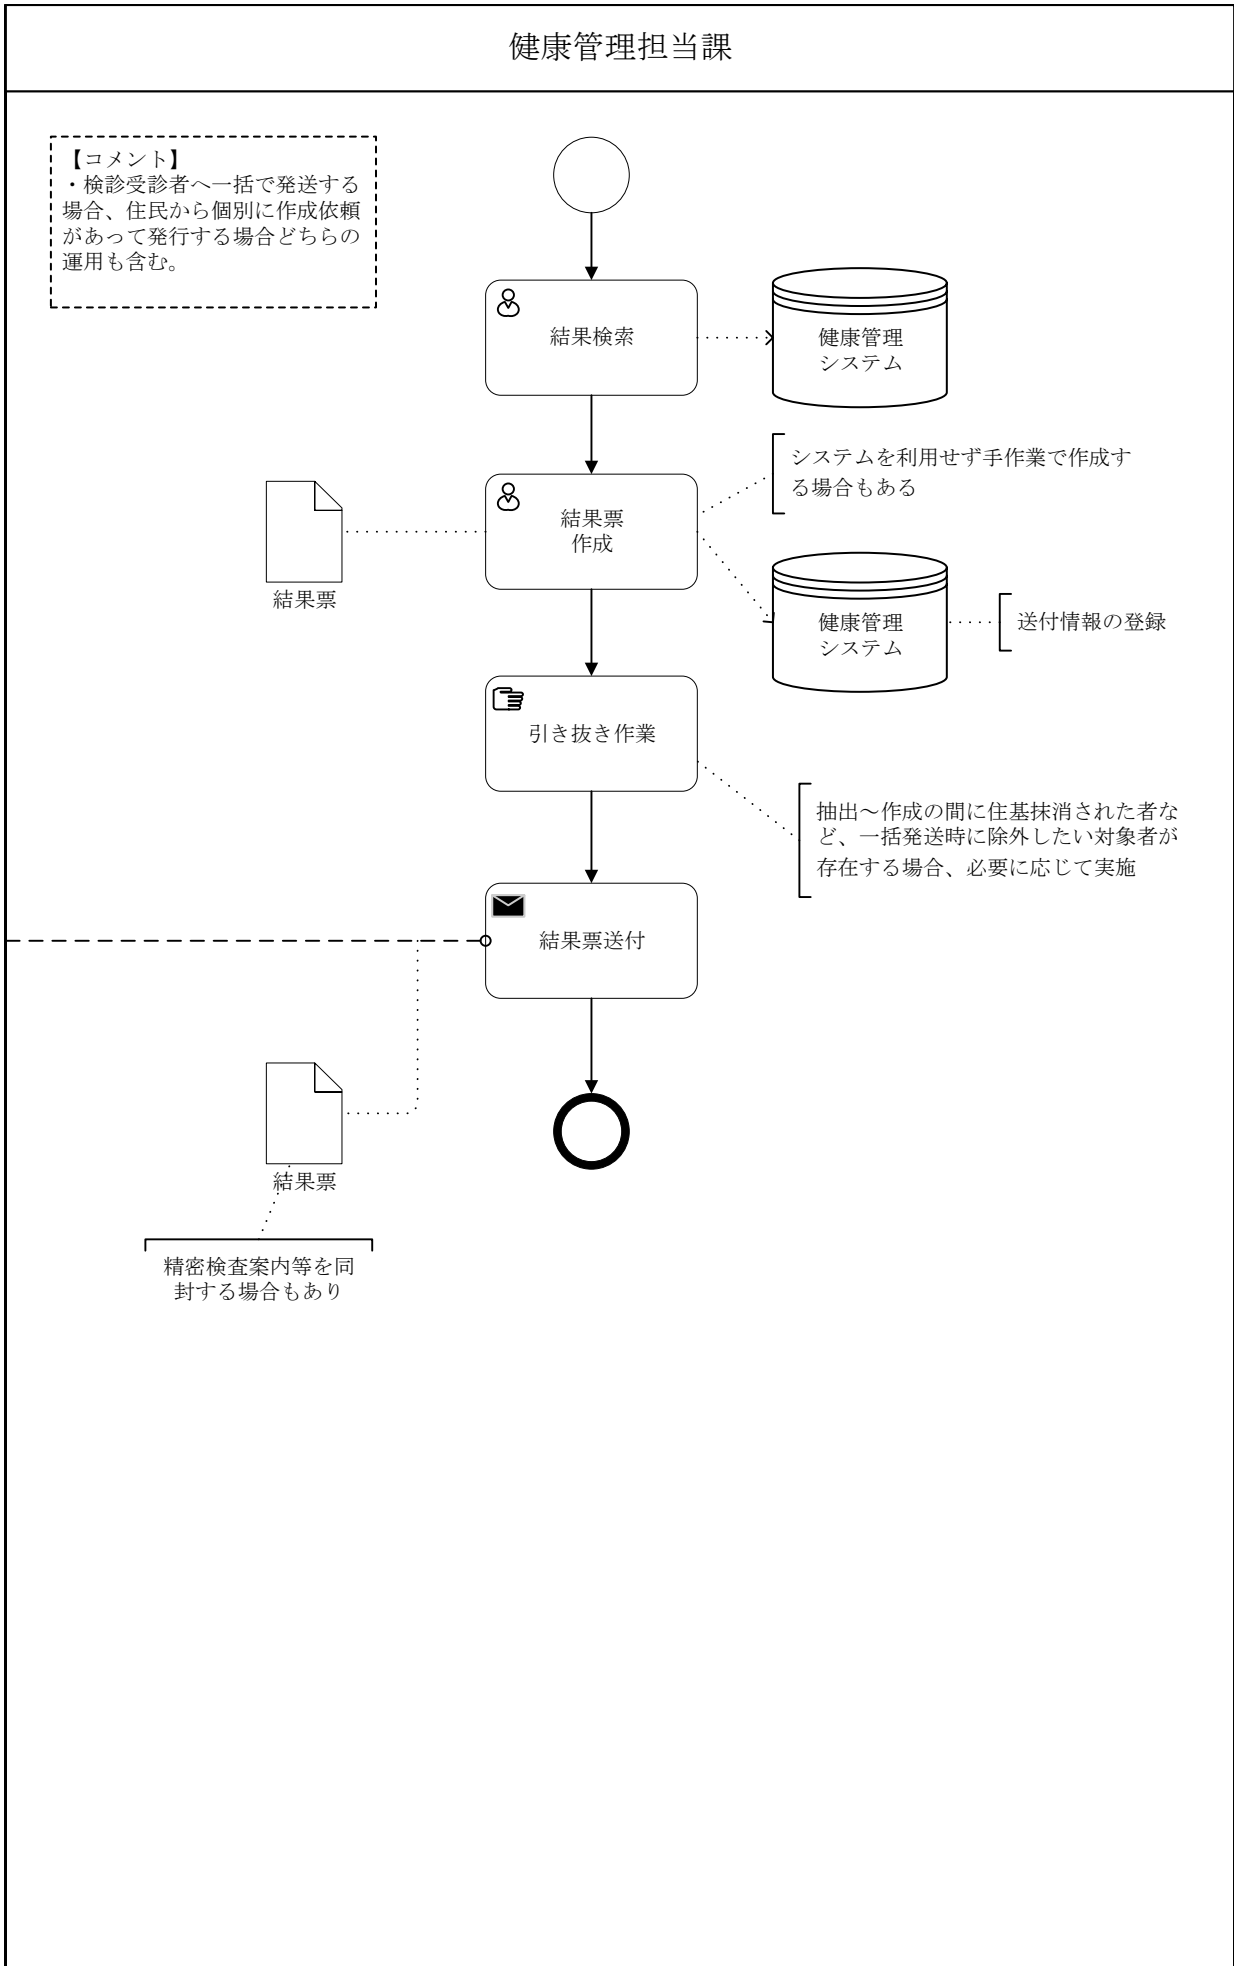 健康管理担当課
【コメント】
・検診受診者へ一括で発送する
場合、住民から個別に作成依頼
があって発行する場合どちらの
運用も含む。
結果検索
健康管理
システム
システムを利用せず手作業で作成す
る場合もある
結果票
作成
結果票
健康管理
システム
送付情報の登録
引き抜き作業
抽出～作成の間に住基抹消された者な
ど、一括発送時に除外したい対象者が
存在する場合、必要に応じて実施
結果票送付
結果票
精密検査案内等を同
封する場合もあり